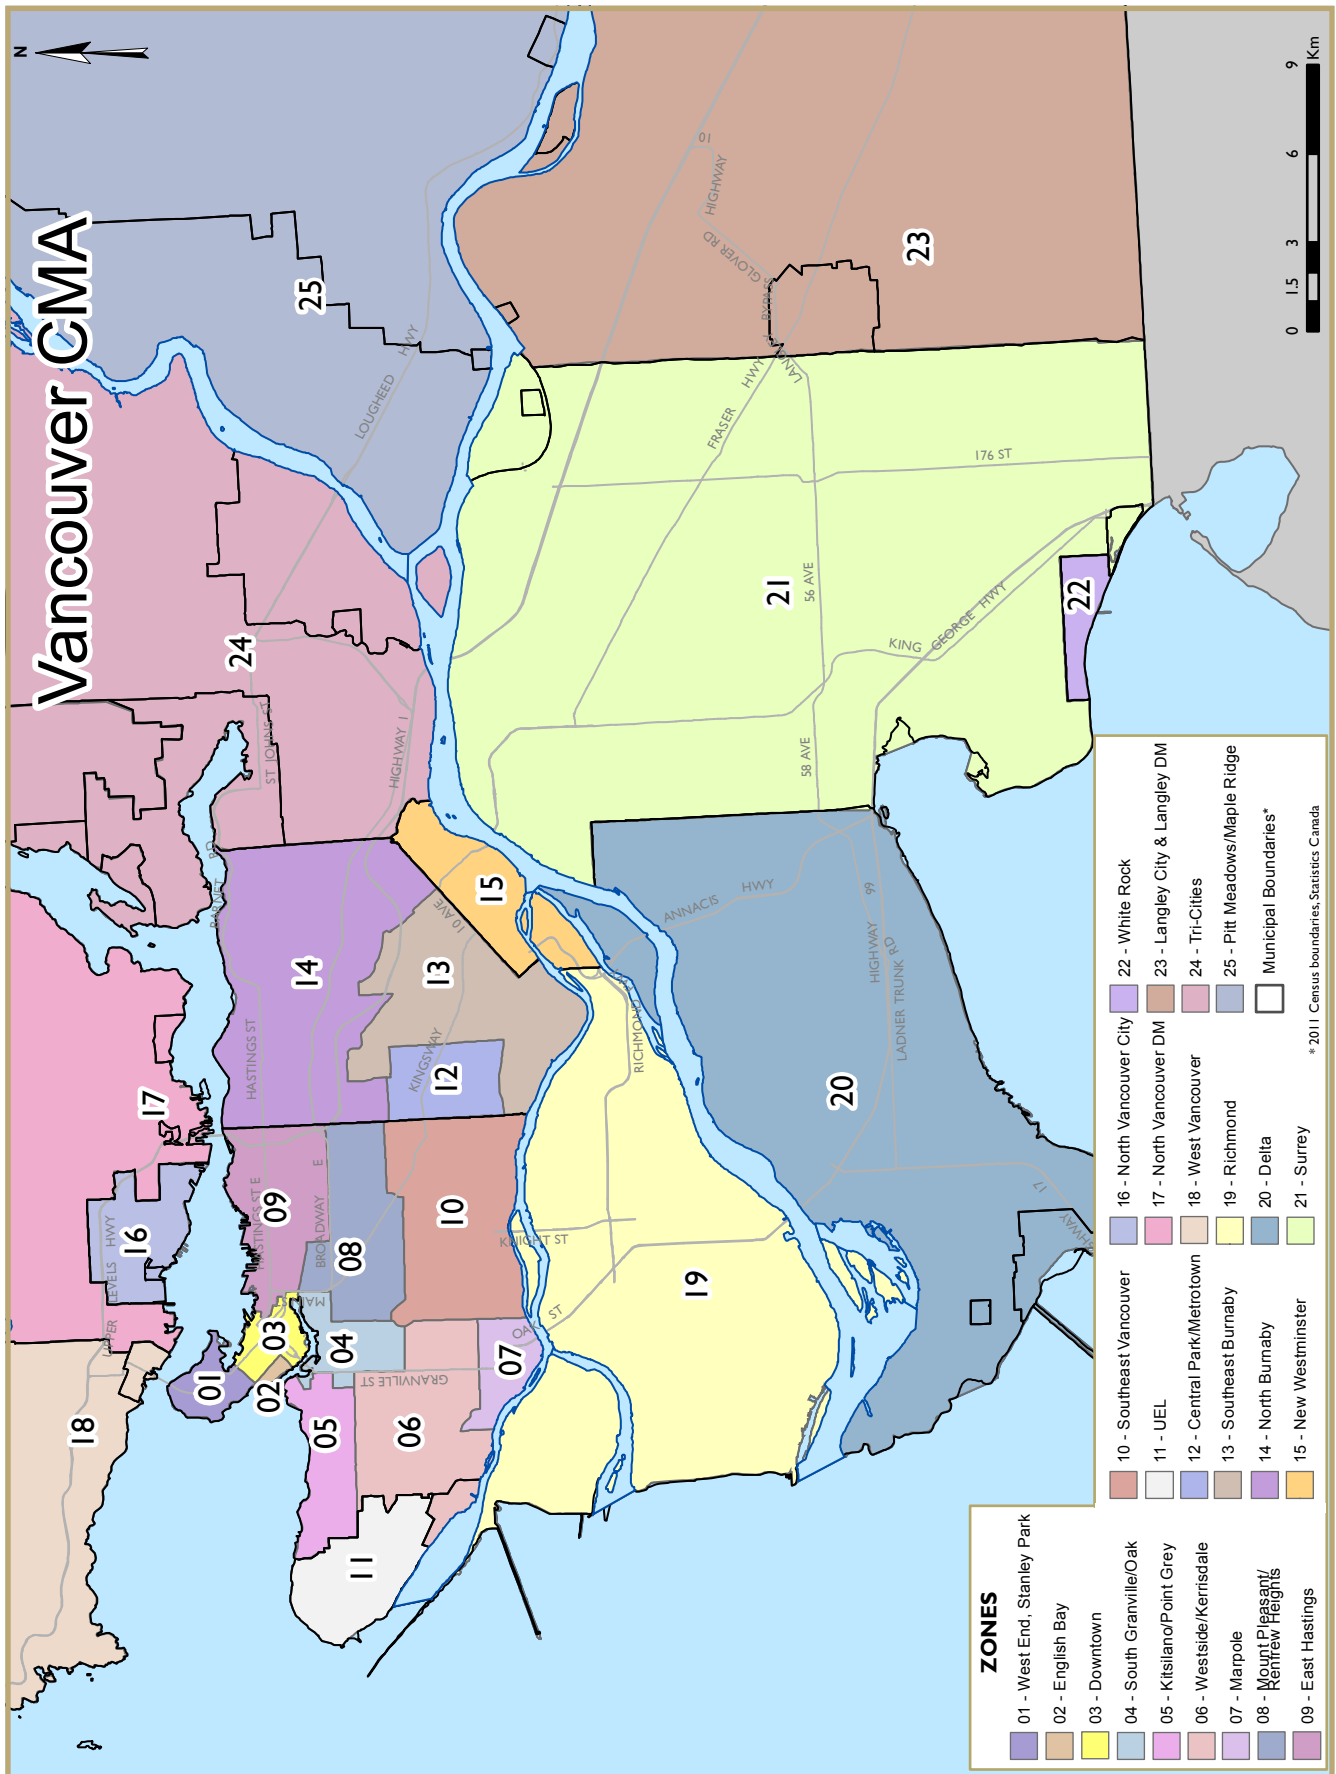 Vancouver CMA
N
18
17
16
01
02
03
04
05
06
07
08
09
10
11
12
13
14
15
19
20
21
22
23
24
25
UPPER LEVELS HWY
HASTINGS ST E
HASTINGS ST
BARNET RD
ST JOHNS ST
LOUGHEED HWY
HIGHWAY 1
BROADWAY E
MAIN
GRANVILLE ST
OAK ST
KNIGHT ST
KINGSWAY
10 AVE
RICHMOND
ANNACIS HWY
HIGHWAY 99
LADNER TRUNK RD
17
58 AVE
56 AVE
KING GEORGE HWY
176 ST
FRASER HWY
LANGLEY BYPASS
GLOVER RD
HIGHWAY 10
0 1.5 3 6 9 Km
ZONES
01 - West End, Stanley Park
02 - English Bay
03 - Downtown
04 - South Granville/Oak
05 - Kitsilano/Point Grey
06 - Westside/Kerrisdale
07 - Marpole
08 - Mount Pleasant/
Renfrew Heights
09 - East Hastings
10 - Southeast Vancouver
11 - UEL
12 - Central Park/Metrotown
13 - Southeast Burnaby
14 - North Burnaby
15 - New Westminster
16 - North Vancouver City
17 - North Vancouver DM
18 - West Vancouver
19 - Richmond
20 - Delta
21 - Surrey
22 - White Rock
23 - Langley City & Langley DM
24 - Tri-Cities
25 - Pitt Meadows/Maple Ridge
Municipal Boundaries*
* 2011 Census boundaries, Statistics Canada